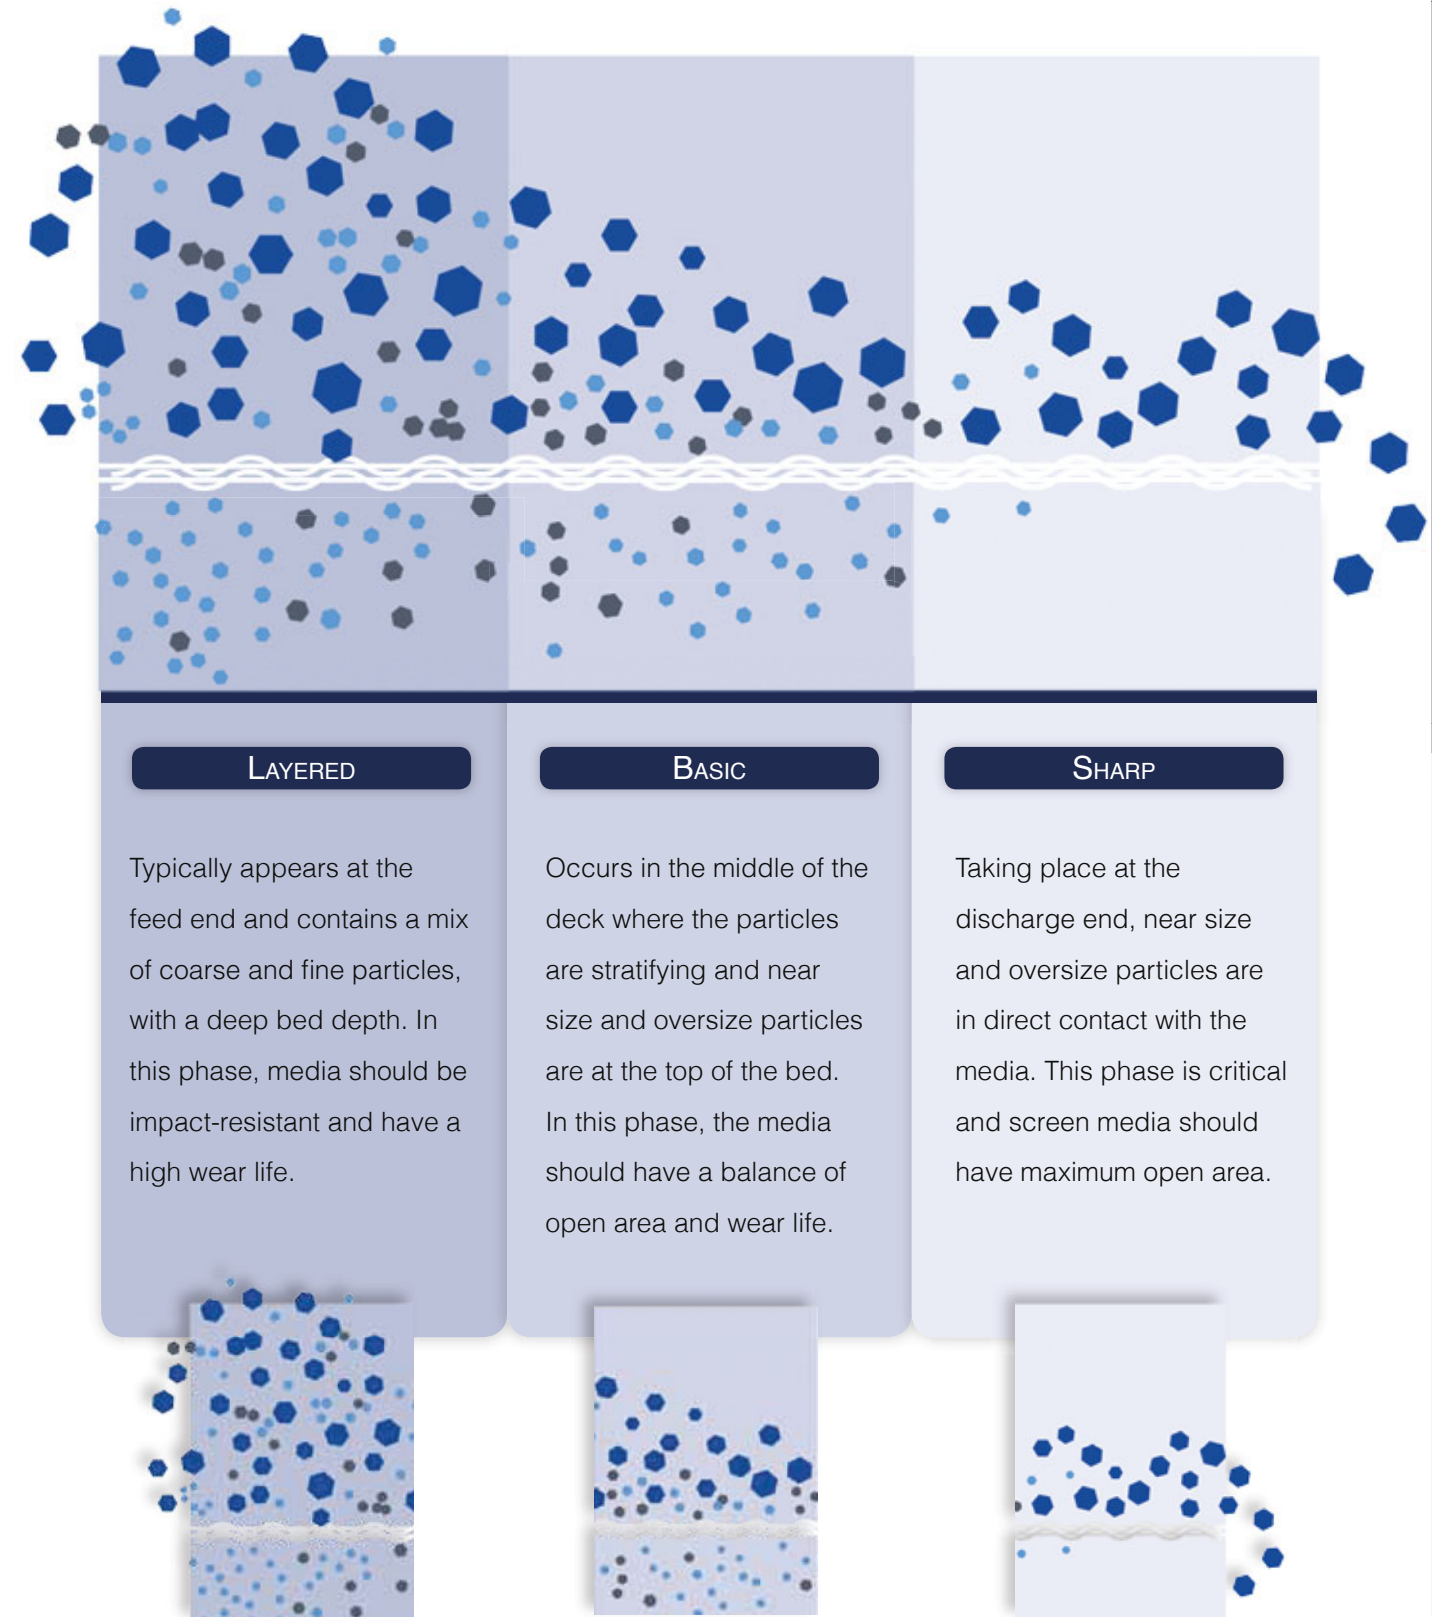 Layered
Typically appears at the
feed end and contains a mix
of coarse and fine particles,
with a deep bed depth. In
this phase, media should be
impact-resistant and have a
high wear life.
Basic
Occurs in the middle of the
deck where the particles
are stratifying and near
size and oversize particles
are at the top of the bed.
In this phase, the media
should have a balance of
open area and wear life.
Sharp
Taking place at the
discharge end, near size
and oversize particles are
in direct contact with the
media. This phase is critical
and screen media should
have maximum open area.